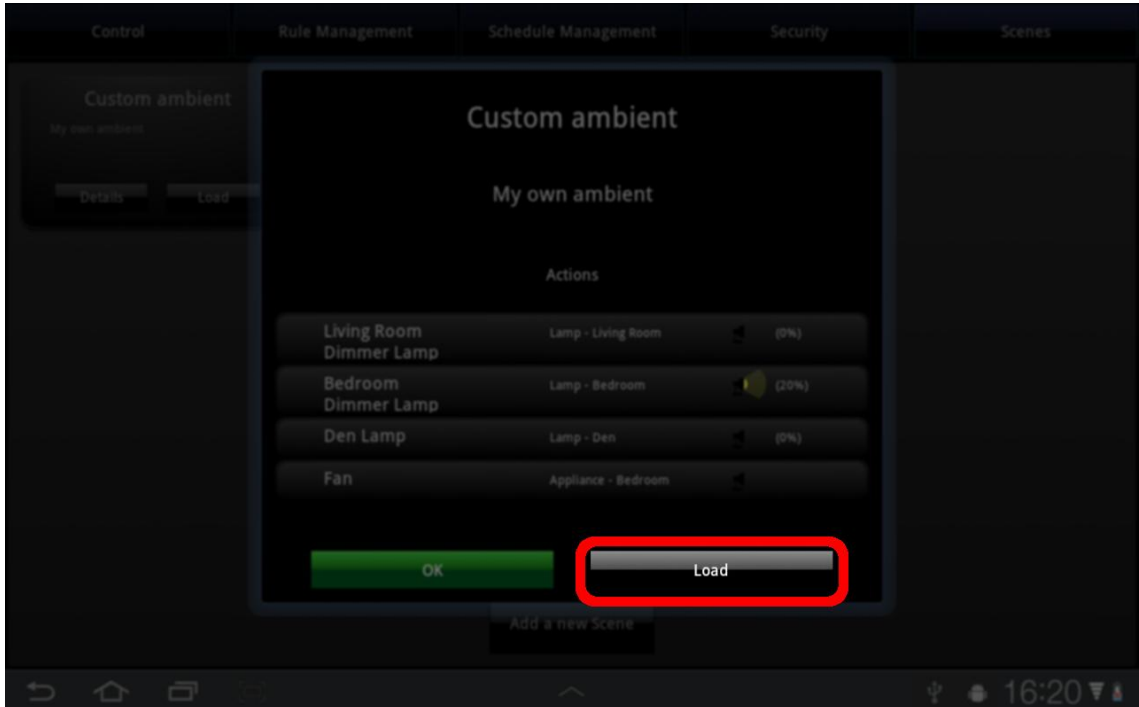 Control Rule Management Schedule Management Security Scenes
Custom ambient
My own ambient
Details Load
Custom ambient
My own ambient
Actions
Living Room
Dimmer Lamp
Lamp - Living Room (0%)
Bedroom
Dimmer Lamp
Lamp - Bedroom (20%)
Den Lamp Lamp - Den (0%)
Fan Appliance - Bedroom
OK Load
Add a new Scene
16:20